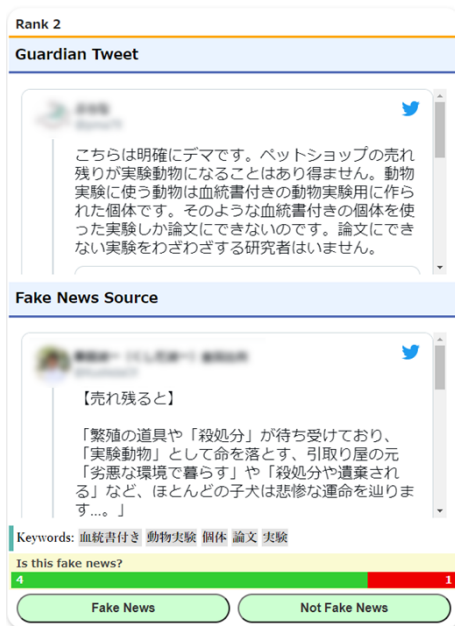 Rank 2
Guardian Tweet
こちらは明確にデマです。ペットショップの売れ
残りが実験動物になることはあり得ません。動物
実験に使う動物は血統書付きの動物実験用に作ら
れた個体です。そのような血統書付きの個体を使
った実験しか論文にできないのです。論文にでき
ない実験をわざわざする研究者はいません。
Fake News Source
【売れ残ると】
「繁殖の道具や「殺処分」が待ち受けており、
「実験動物」として命を落とす、引取り屋の元
「劣悪な環境で暮らす」や「殺処分や遺棄され
る」など、ほとんどの子犬は悲惨な運命を辿りま
す...。」
Keywords: 血統書付き 動物実験 個体 論文 実験
Is this fake news?
4 1
Fake News Not Fake News